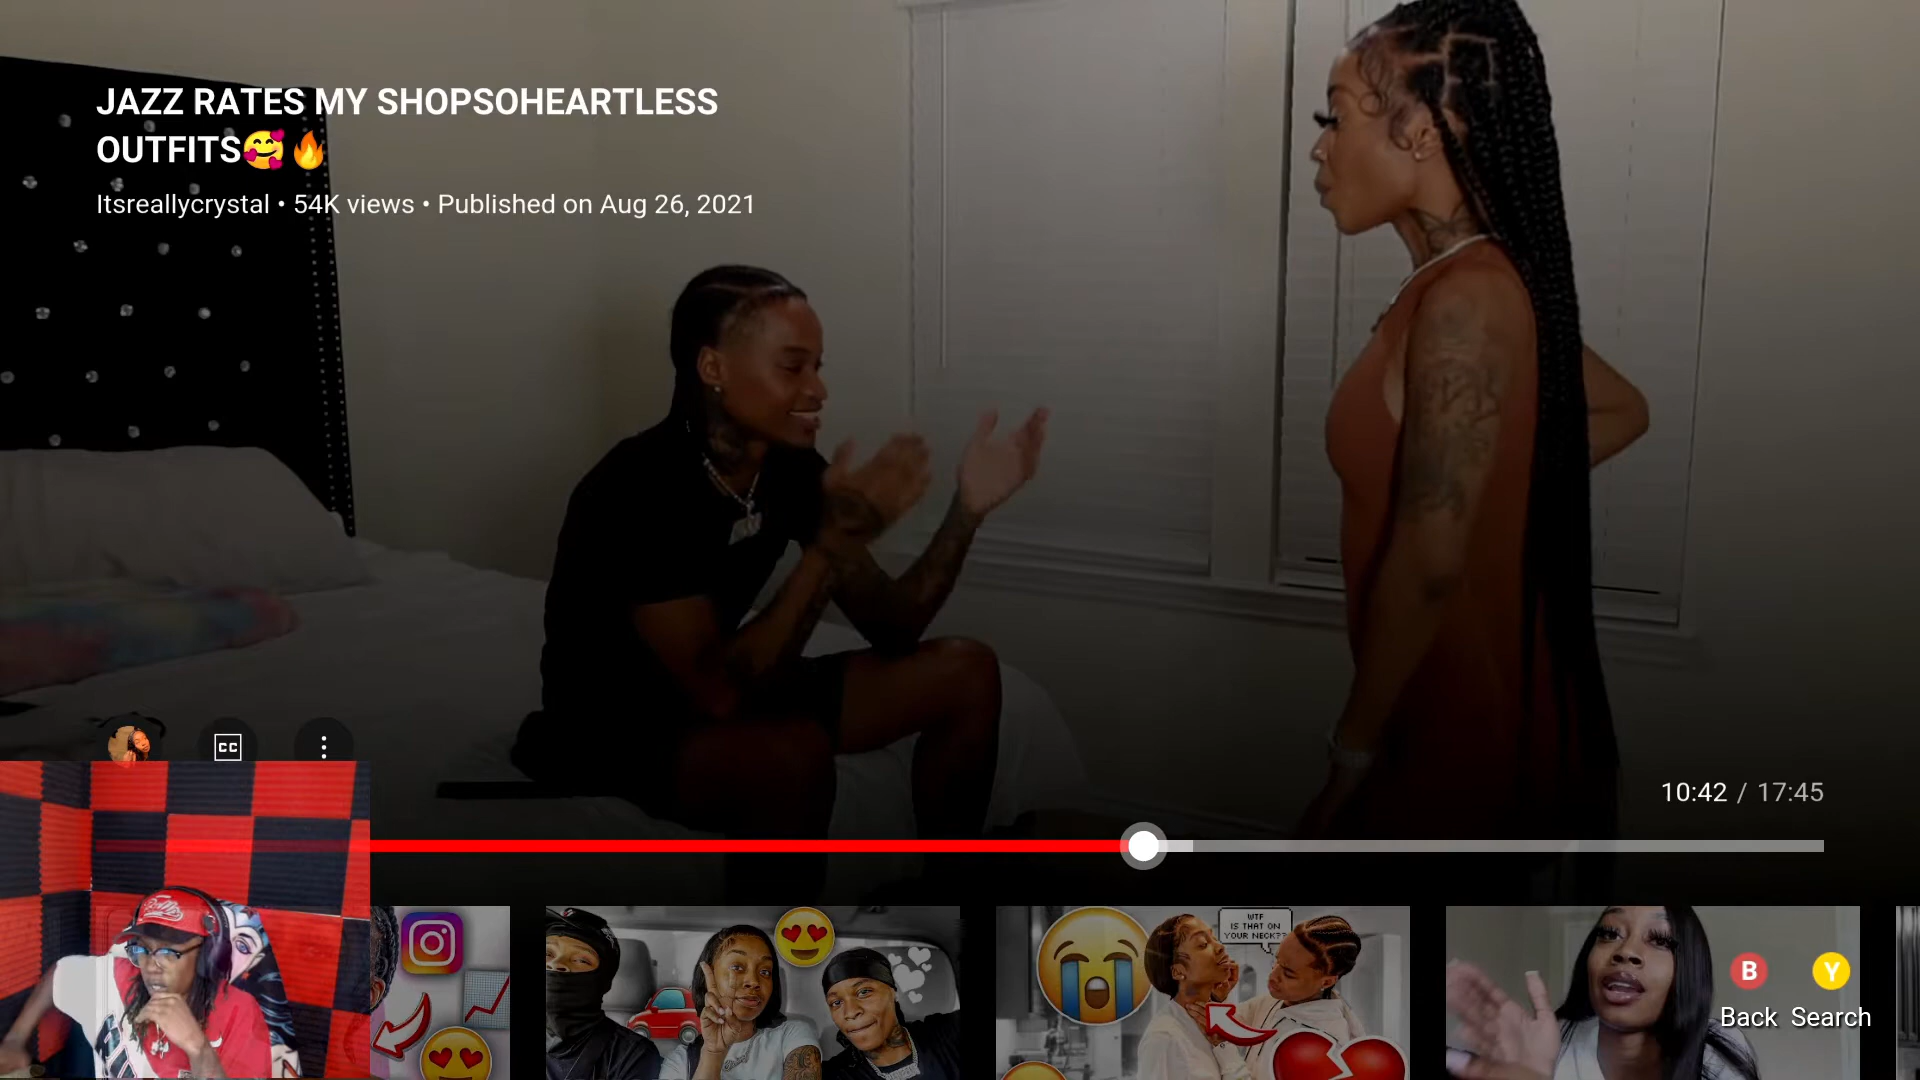 JAZZ RATES MY SHOPSOHEARTLESS
OUTFITS🥰🔥
Itsreallycrystal • 54K views • Published on Aug 26, 2021
CC
10:42 / 17:45
WTF
IS THAT ON
YOUR NECK??
B
Y
Back
Search